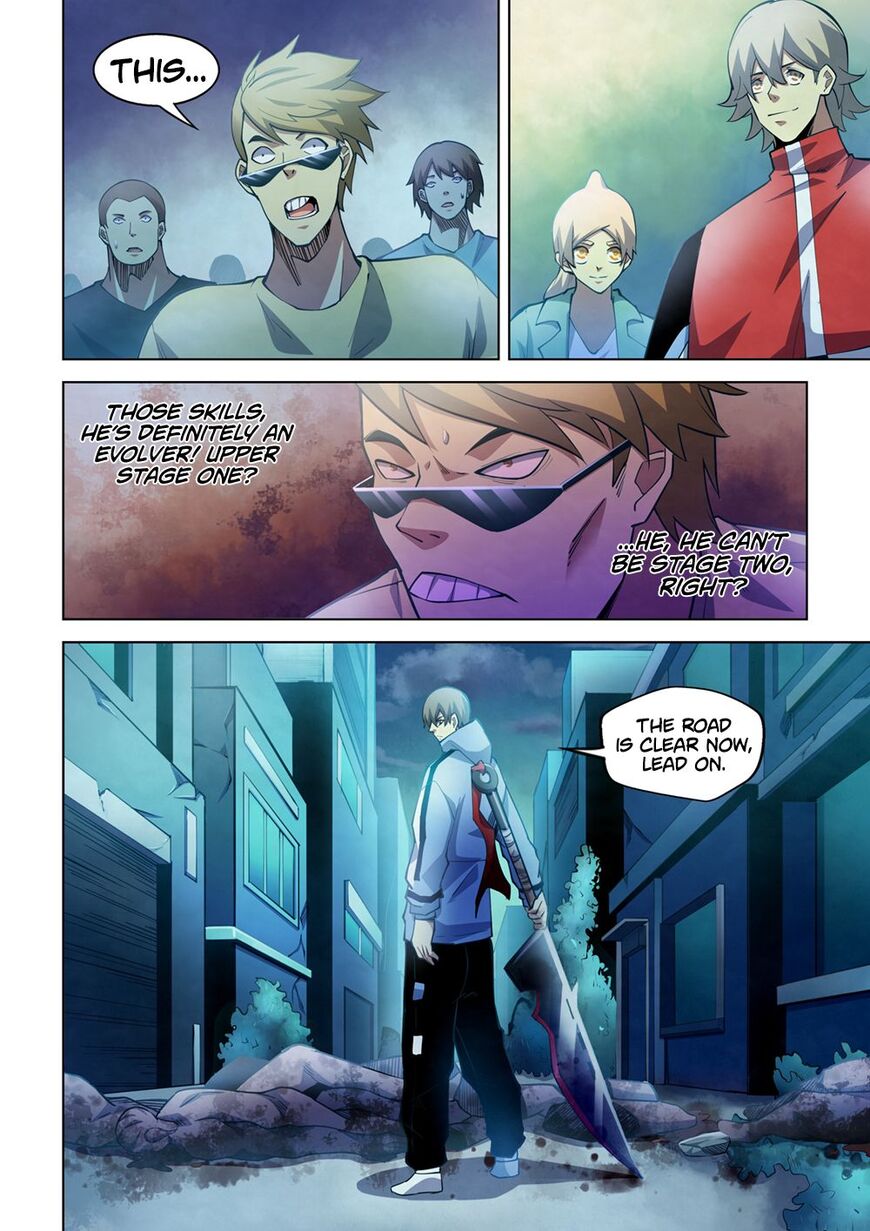 THIS...
THOSE SKILLS,
HE'S DEFINITELY AN
EVOLVER! UPPER
STAGE ONE?
...HE, HE CAN'T
BE STAGE TWO,
RIGHT?
THE ROAD
IS CLEAR NOW,
LEAD ON.